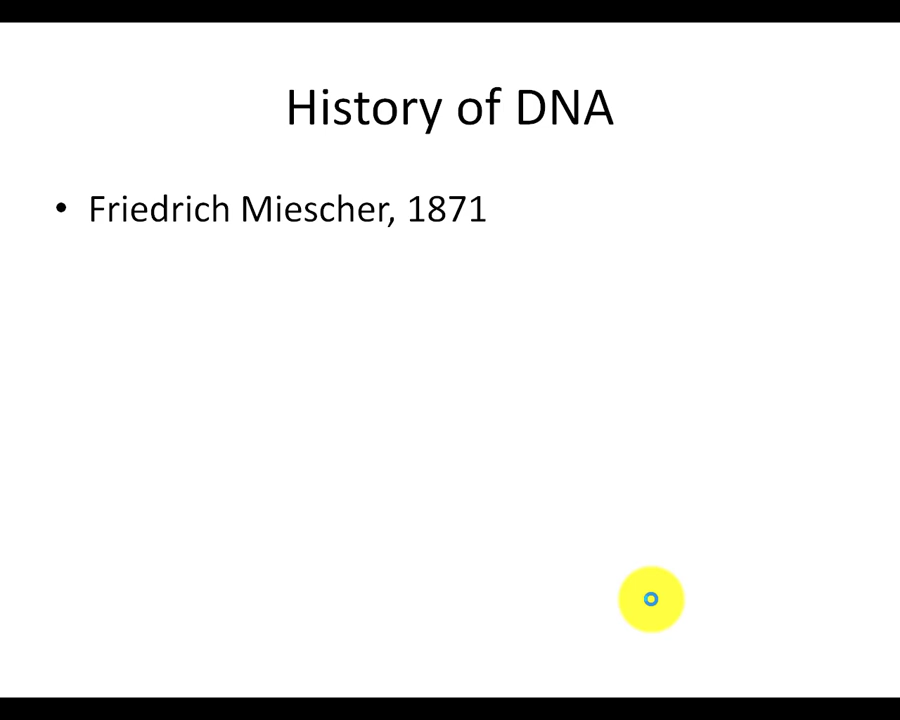 History of DNA
• Friedrich Miescher, 1871